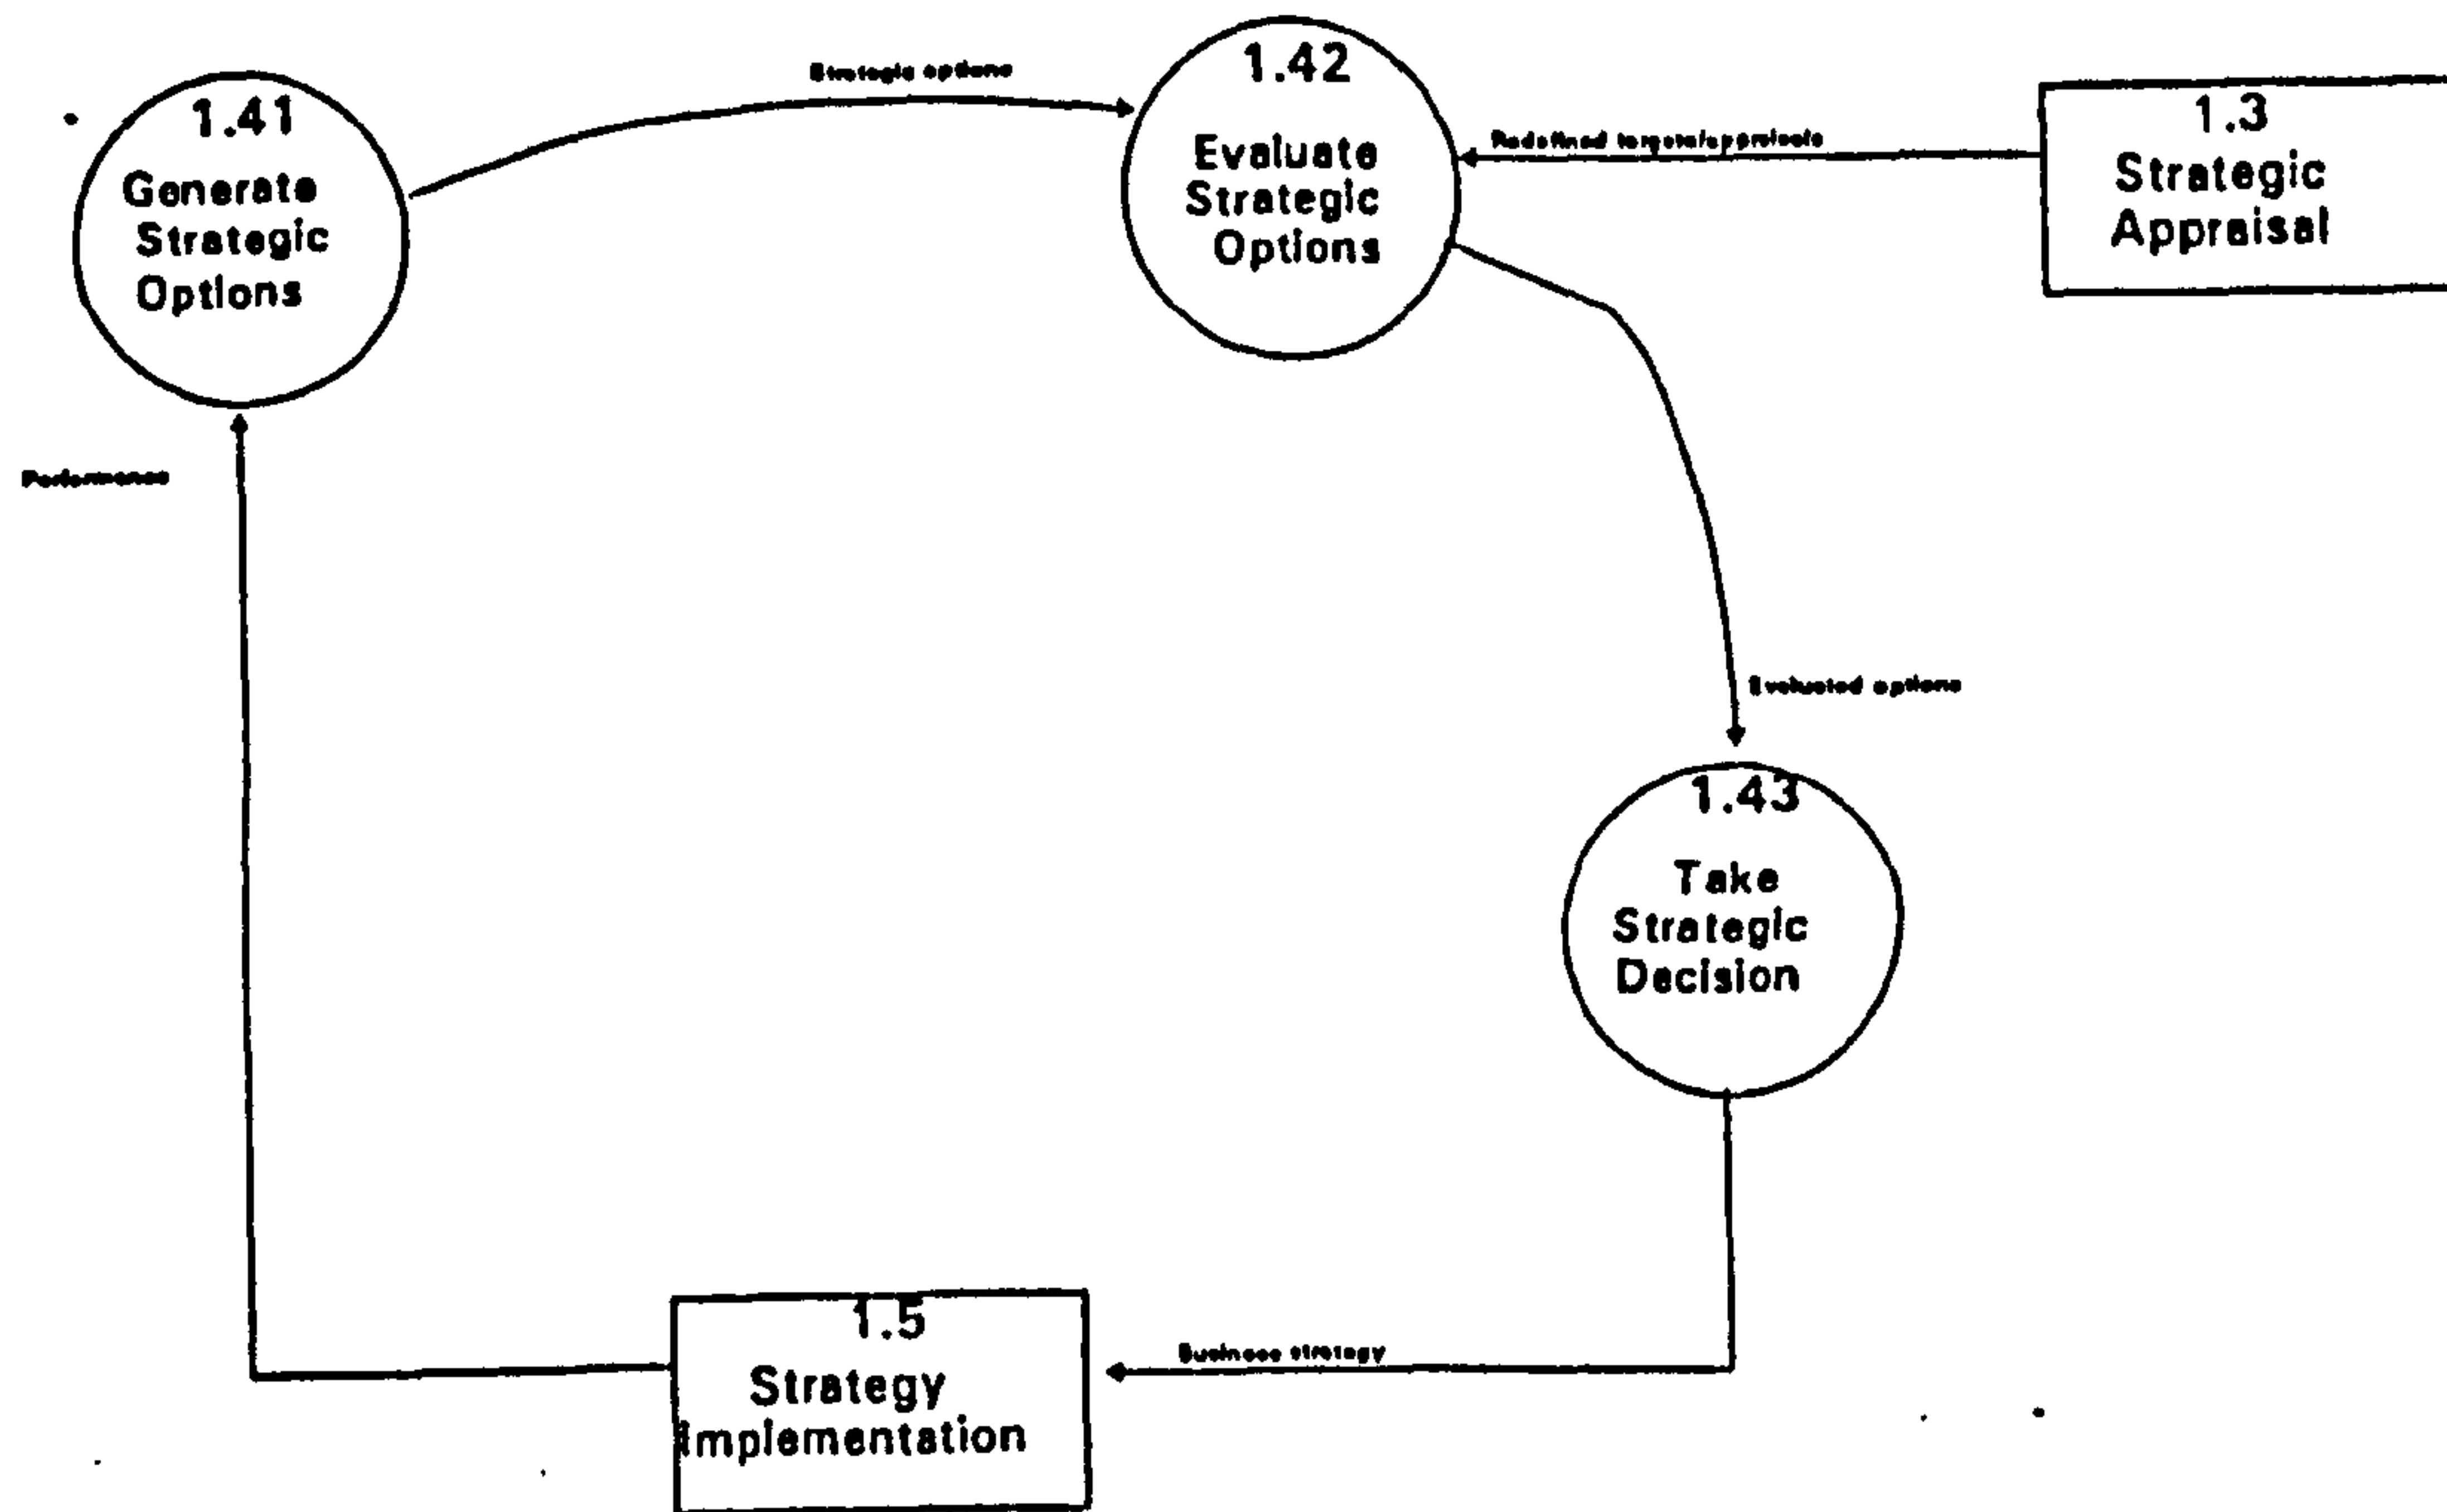 1.41
Generate
Strategic
Options
Strategic options
1.42
Evaluate
Strategic
Options
Redefined
1.3
Strategic
Appraisal
Performance
Evaluated options
1.43
Take
Strategic
Decision
Business strategy
1.5
Strategy
Implementation